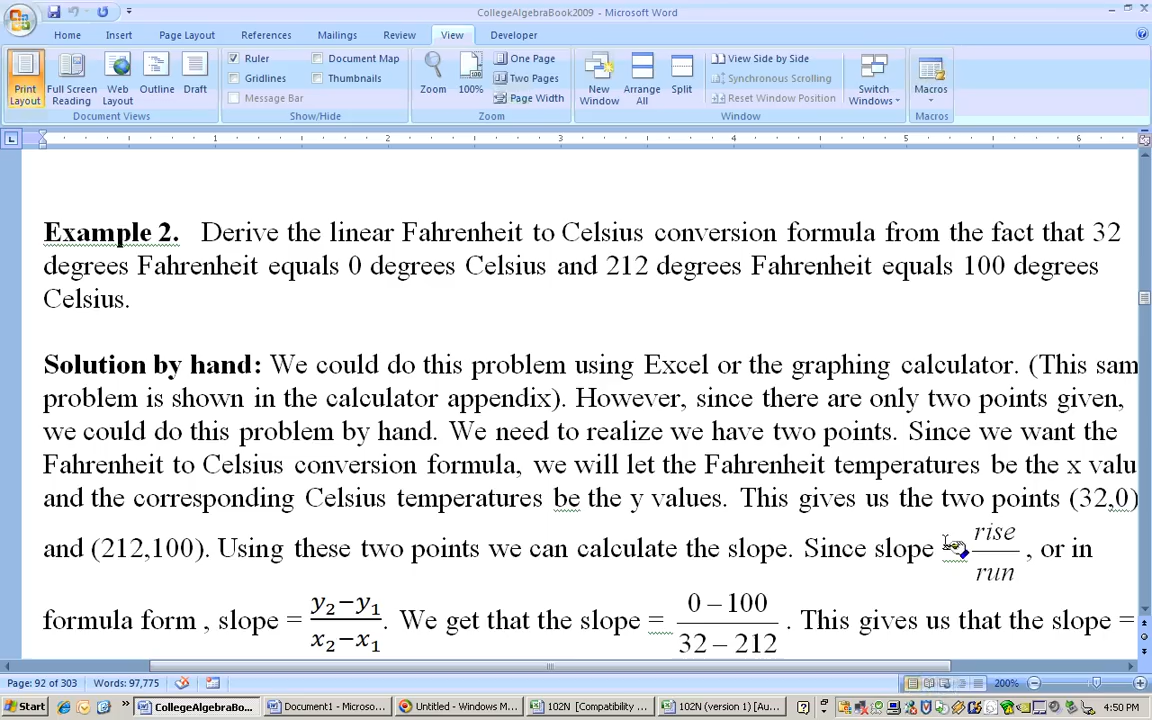 CollegeAlgebraBook2009 - Microsoft Word
Home Insert Page Layout References Mailings Review View Developer
Ruler Document Map One Page View Side by Side
Gridlines Thumbnails Two Pages Synchronous Scrolling
Message Bar Page Width Reset Window Position
Print Layout Full Screen Reading Web Layout Outline Draft Zoom 100% New Window Arrange All Split Switch Windows Macros
Document Views Show/Hide Zoom Window Macros
1 2 3 4 5 6
Example 2. Derive the linear Fahrenheit to Celsius conversion formula from the fact that 32
degrees Fahrenheit equals 0 degrees Celsius and 212 degrees Fahrenheit equals 100 degrees
Celsius.
Solution by hand: We could do this problem using Excel or the graphing calculator. (This sam
problem is shown in the calculator appendix). However, since there are only two points given,
we could do this problem by hand. We need to realize we have two points. Since we want the
Fahrenheit to Celsius conversion formula, we will let the Fahrenheit temperatures be the x valu
and the corresponding Celsius temperatures be the y values. This gives us the two points (32,0)
and (212,100). Using these two points we can calculate the slope. Since slope = rise/run , or in
formula form , slope = y₂−y₁/x₂−x₁. We get that the slope = 0 – 100/32 – 212 . This gives us that the slope =
Page: 92 of 303 Words: 97,775 200%
Start CollegeAlgebraBo... Document1 - Microso... Untitled - Windows M... 102N [Compatibility ... 102N (version 1) [Au... 4:50 PM